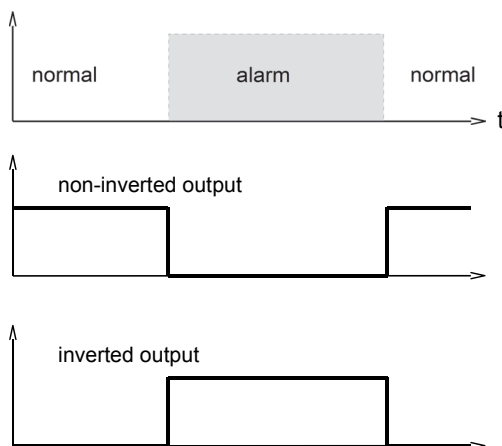 normal alarm normal
t
non-inverted output
inverted output